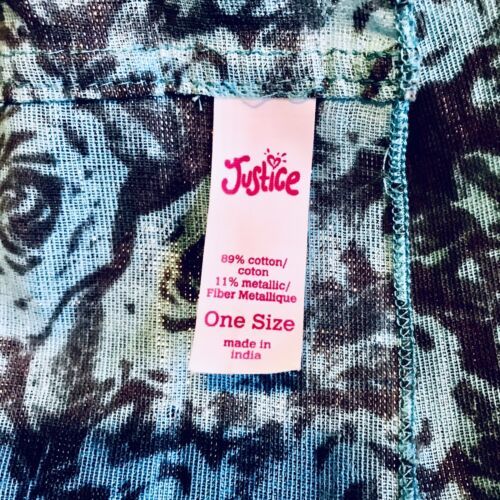 Justice
89% cotton/
coton
11% metallic/
Fiber Metallique
One Size
made in
india